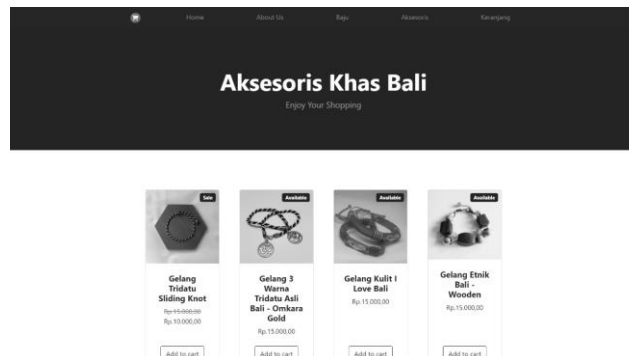 Home About Us Baju Aksesoris Keranjang
Aksesoris Khas Bali
Enjoy Your Shopping
Sale
Available
Available
Available
Gelang
Tridatu
Sliding Knot
Rp.15.000,00
Rp.10.000,00
Add to cart
Gelang 3
Warna
Tridatu Asli
Bali - Omkara
Gold
Rp.15.000,00
Add to cart
Gelang Kulit I
Love Bali
Rp.15.000,00
Add to cart
Gelang Etnik
Bali -
Wooden
Rp.15.000,00
Add to cart